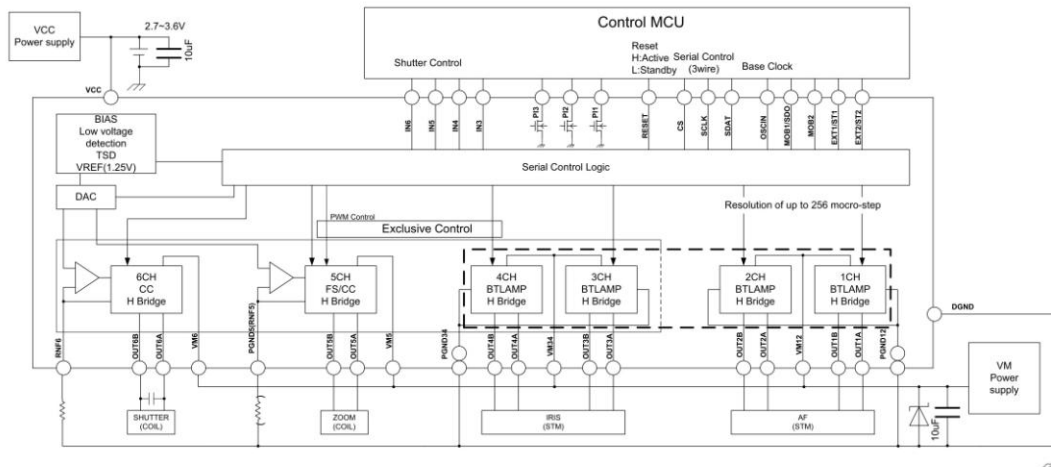 VCC
Power supply
2.7~3.6V
10uF
VCC
Control MCU
Shutter Control
Reset
H:Active
L:Standby
Serial Control
(3wire)
Base Clock
IN6
IN5
IN4
IN3
PI3
PI2
PI1
RESET
CS
SCLK
SDAT
OSCIN
MOB1/SDO
MOB2
EXT1/ST1
EXT2/ST2
BIAS
Low voltage
detection
TSD
VREF(1.25V)
Serial Control Logic
DAC
PWM Control
Exclusive Control
Resolution of up to 256 mocro-step
6CH
CC
H Bridge
5CH
FS/CC
H Bridge
4CH
BTLAMP
H Bridge
3CH
BTLAMP
H Bridge
2CH
BTLAMP
H Bridge
1CH
BTLAMP
H Bridge
DGND
RNF6
OUT6B
OUT6A
VM6
PGND5(RNF5)
OUT5B
OUT5A
VM5
PGND34
OUT4B
OUT4A
VM34
OUT3B
OUT3A
OUT2B
OUT2A
VM12
OUT1B
OUT1A
PGND12
VM
Power
supply
SHUTTER
(COIL)
ZOOM
(COIL)
IRIS
(STM)
AF
(STM)
10uF